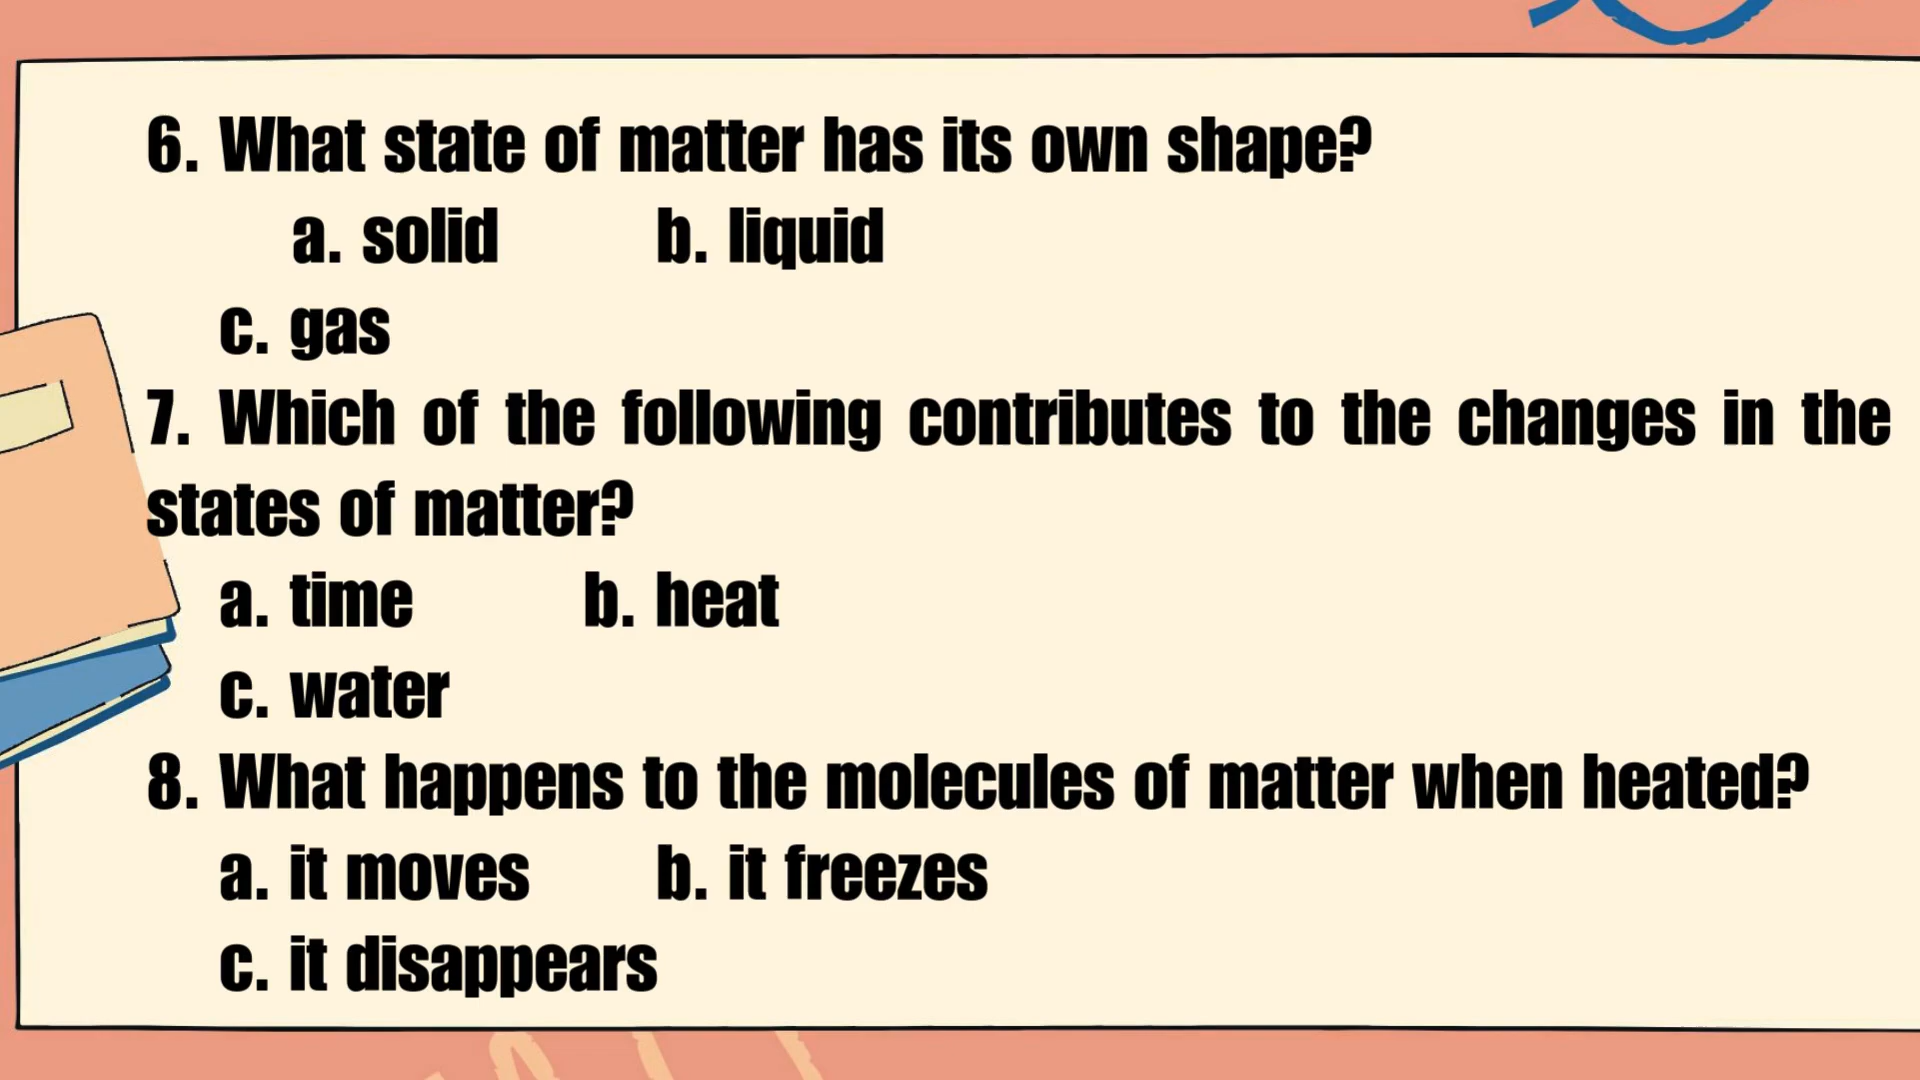 6. What state of matter has its own shape?
a. solid b. liquid
c. gas
7. Which of the following contributes to the changes in the
states of matter?
a. time b. heat
c. water
8. What happens to the molecules of matter when heated?
a. it moves b. it freezes
c. it disappears